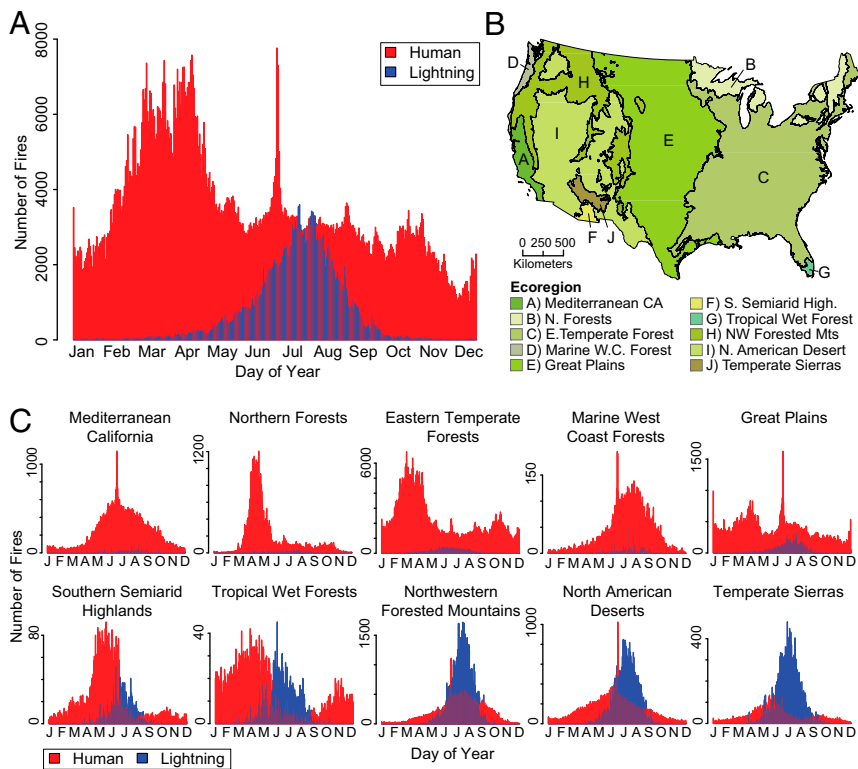 A
Number of Fires
8000
6000
4000
2000
0
Human
Lightning
Jan Feb Mar Apr May Jun Jul Aug Sep Oct Nov Dec
Day of Year
B
D
H
B
A
I
E
C
F
J
G
0 250 500
Kilometers
Ecoregion
A) Mediterranean CA
B) N. Forests
C) E.Temperate Forest
D) Marine W.C. Forest
E) Great Plains
F) S. Semiarid High.
G) Tropical Wet Forest
H) NW Forested Mts
I) N. American Desert
J) Temperate Sierras
C
Number of Fires
Mediterranean
California
1000
0
J F M A M J J A S O N D
Northern Forests
1200
0
J F M A M J J A S O N D
Eastern Temperate
Forests
6000
0
J F M A M J J A S O N D
Marine West
Coast Forests
150
0
J F M A M J J A S O N D
Great Plains
1500
0
J F M A M J J A S O N D
Southern Semiarid
Highlands
80
0
J F M A M J J A S O N D
Tropical Wet Forests
40
0
J F M A M J J A S O N D
Northwestern
Forested Mountains
1500
0
J F M A M J J A S O N D
North American
Deserts
1000
0
J F M A M J J A S O N D
Temperate Sierras
400
0
J F M A M J J A S O N D
Human
Lightning
Day of Year